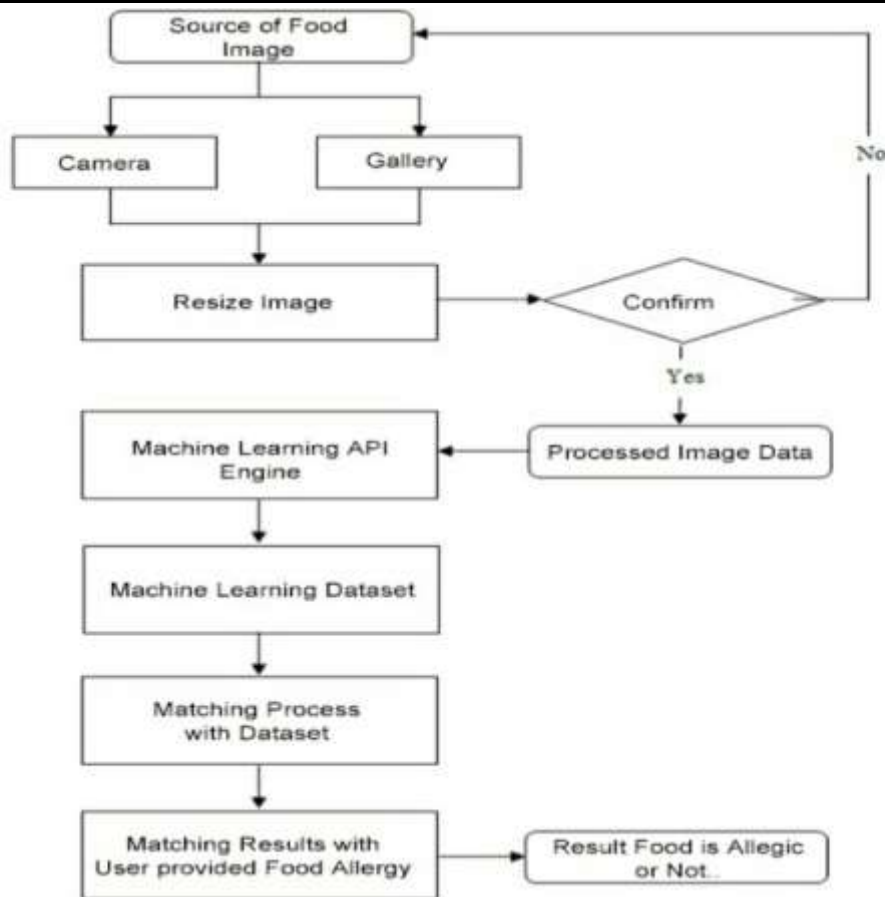 Source of Food
Image
Camera
Gallery
No
Resize Image
Confirm
Yes
Machine Learning API
Engine
Processed Image Data
Machine Learning Dataset
Matching Process
with Dataset
Matching Results with
User provided Food Allergy
Result Food is Allegic
or Not..